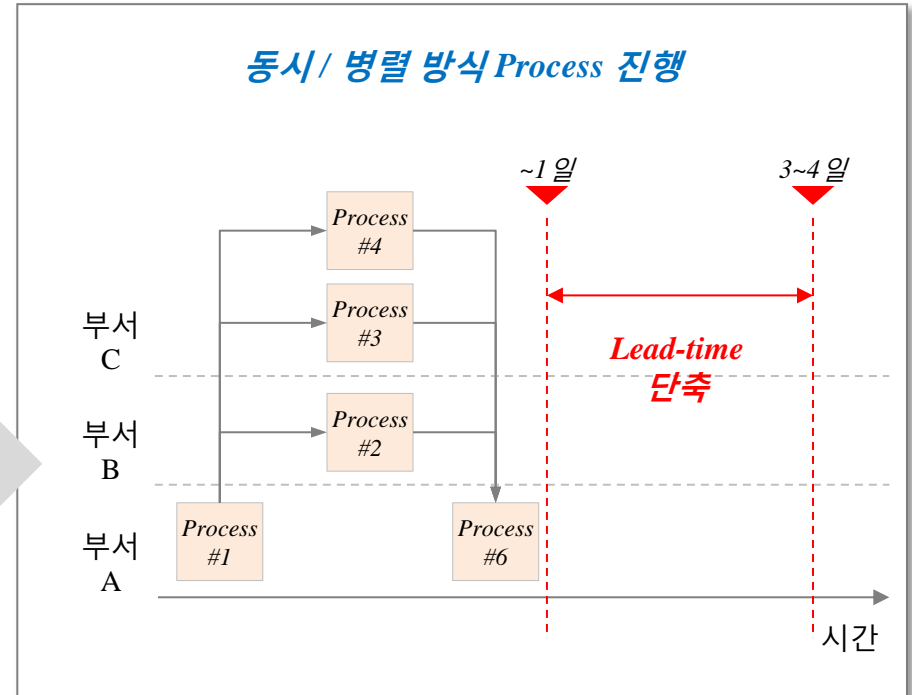 동시 / 병렬 방식 Process 진행
~1일
3~4일
Process
#4
Process
#3
부서
C
Lead-time
단축
Process
#2
부서
B
Process
#1
Process
#6
부서
A
시간